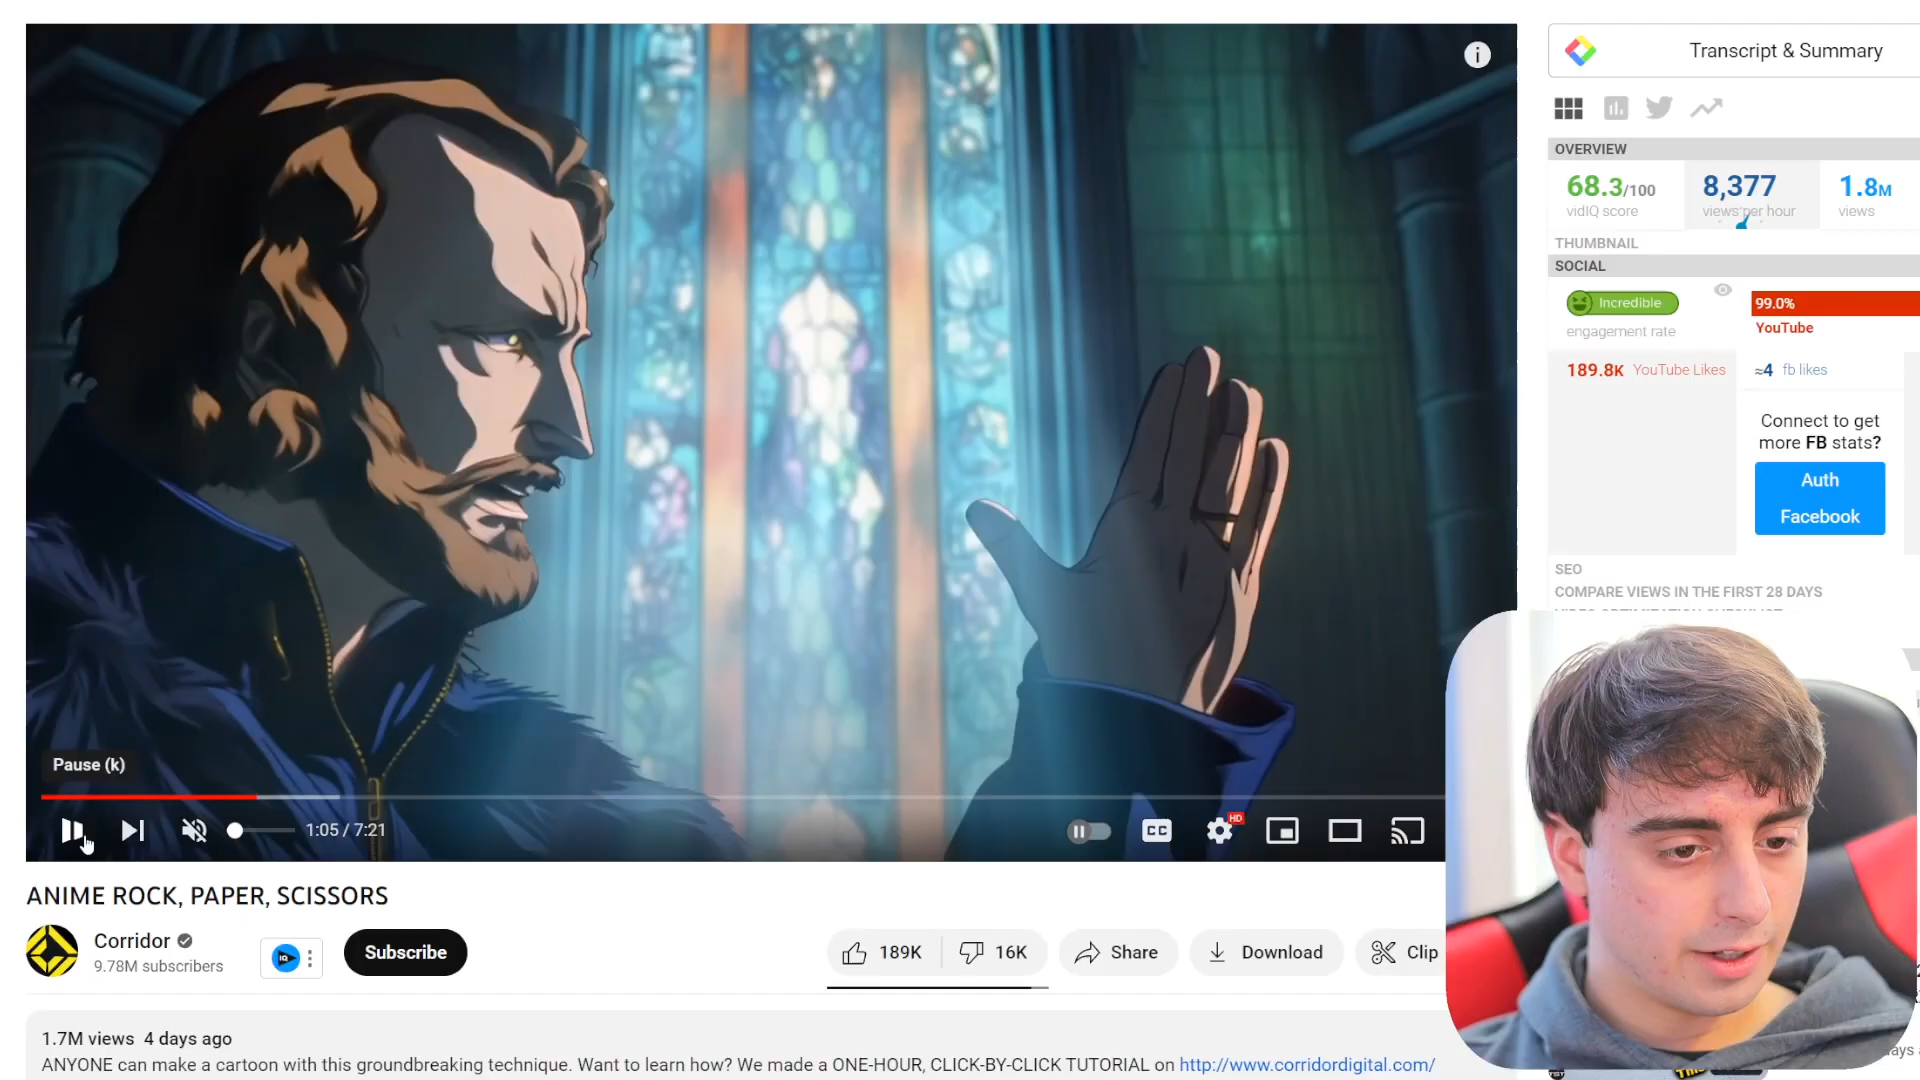 Transcript & Summary
OVERVIEW
68.3/100
vidIQ score
8,377
views per hour
1.8M
views
THUMBNAIL
SOCIAL
Incredible
engagement rate
99.0%
YouTube
189.8K YouTube Likes
≈4 fb likes
Connect to get
more FB stats?
Auth
Facebook
SEO
COMPARE VIEWS IN THE FIRST 28 DAYS
Pause (k)
1:05 / 7:21
CC
HD
ANIME ROCK, PAPER, SCISSORS
Corridor
9.78M subscribers
IQ
Subscribe
189K
16K
Share
Download
Clip
1.7M views 4 days ago
ANYONE can make a cartoon with this groundbreaking technique. Want to learn how? We made a ONE-HOUR, CLICK-BY-CLICK TUTORIAL on http://www.corridordigital.com/